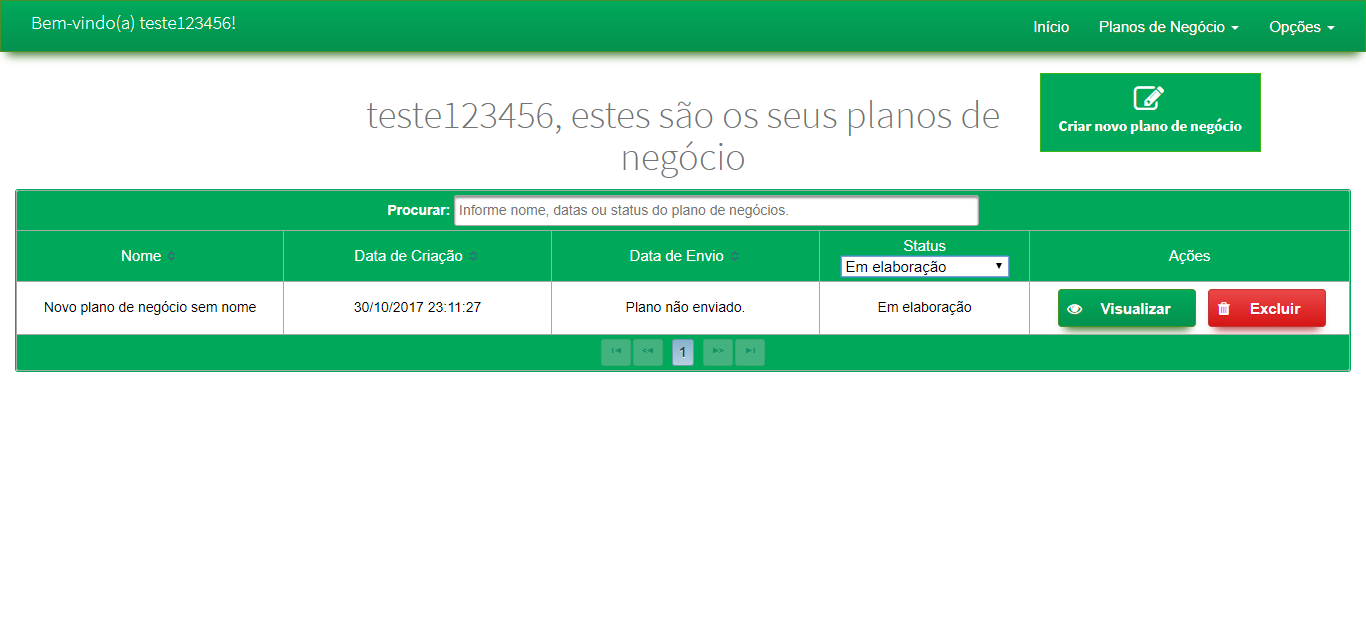 Bem-vindo(a) teste123456!
Início Planos de Negócio Opções
Criar novo plano de negócio
teste123456, estes são os seus planos de
negócio
Procurar: Informe nome, datas ou status do plano de negócios.
Nome Data de Criação Data de Envio Status Ações
Em elaboração
Novo plano de negócio sem nome 30/10/2017 23:11:27 Plano não enviado. Em elaboração Visualizar Excluir
1